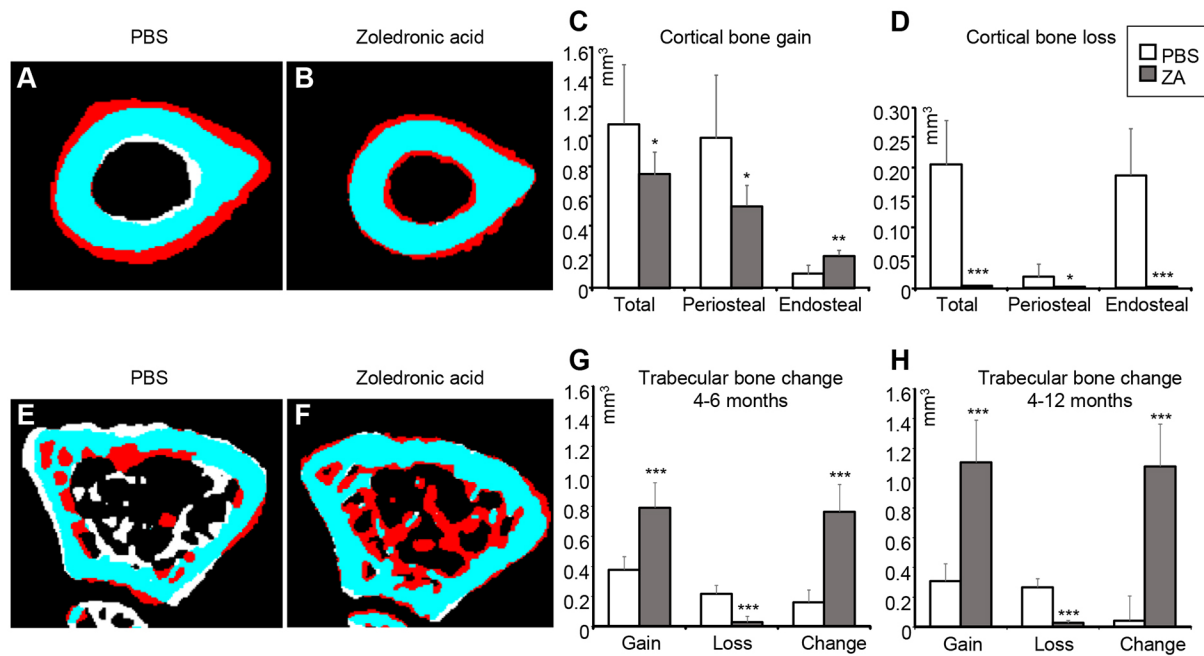 PBS
Zoledronic acid
A
B
C
Cortical bone gain
mm³
1.6
1.4
1.2
1.0
0.8
0.6
0.4
0.2
0
*
*
**
Total Periosteal Endosteal
D
Cortical bone loss
PBS
ZA
mm³
0.30
0.25
0.20
0.15
0.10
0.05
0
***
*
***
Total Periosteal Endosteal
PBS
Zoledronic acid
E
F
G
Trabecular bone change
4-6 months
mm³
1.6
1.4
1.2
1.0
0.8
0.6
0.4
0.2
0
***
***
***
Gain Loss Change
H
Trabecular bone change
4-12 months
mm³
1.6
1.4
1.2
1.0
0.8
0.6
0.4
0.2
0
***
***
***
Gain Loss Change